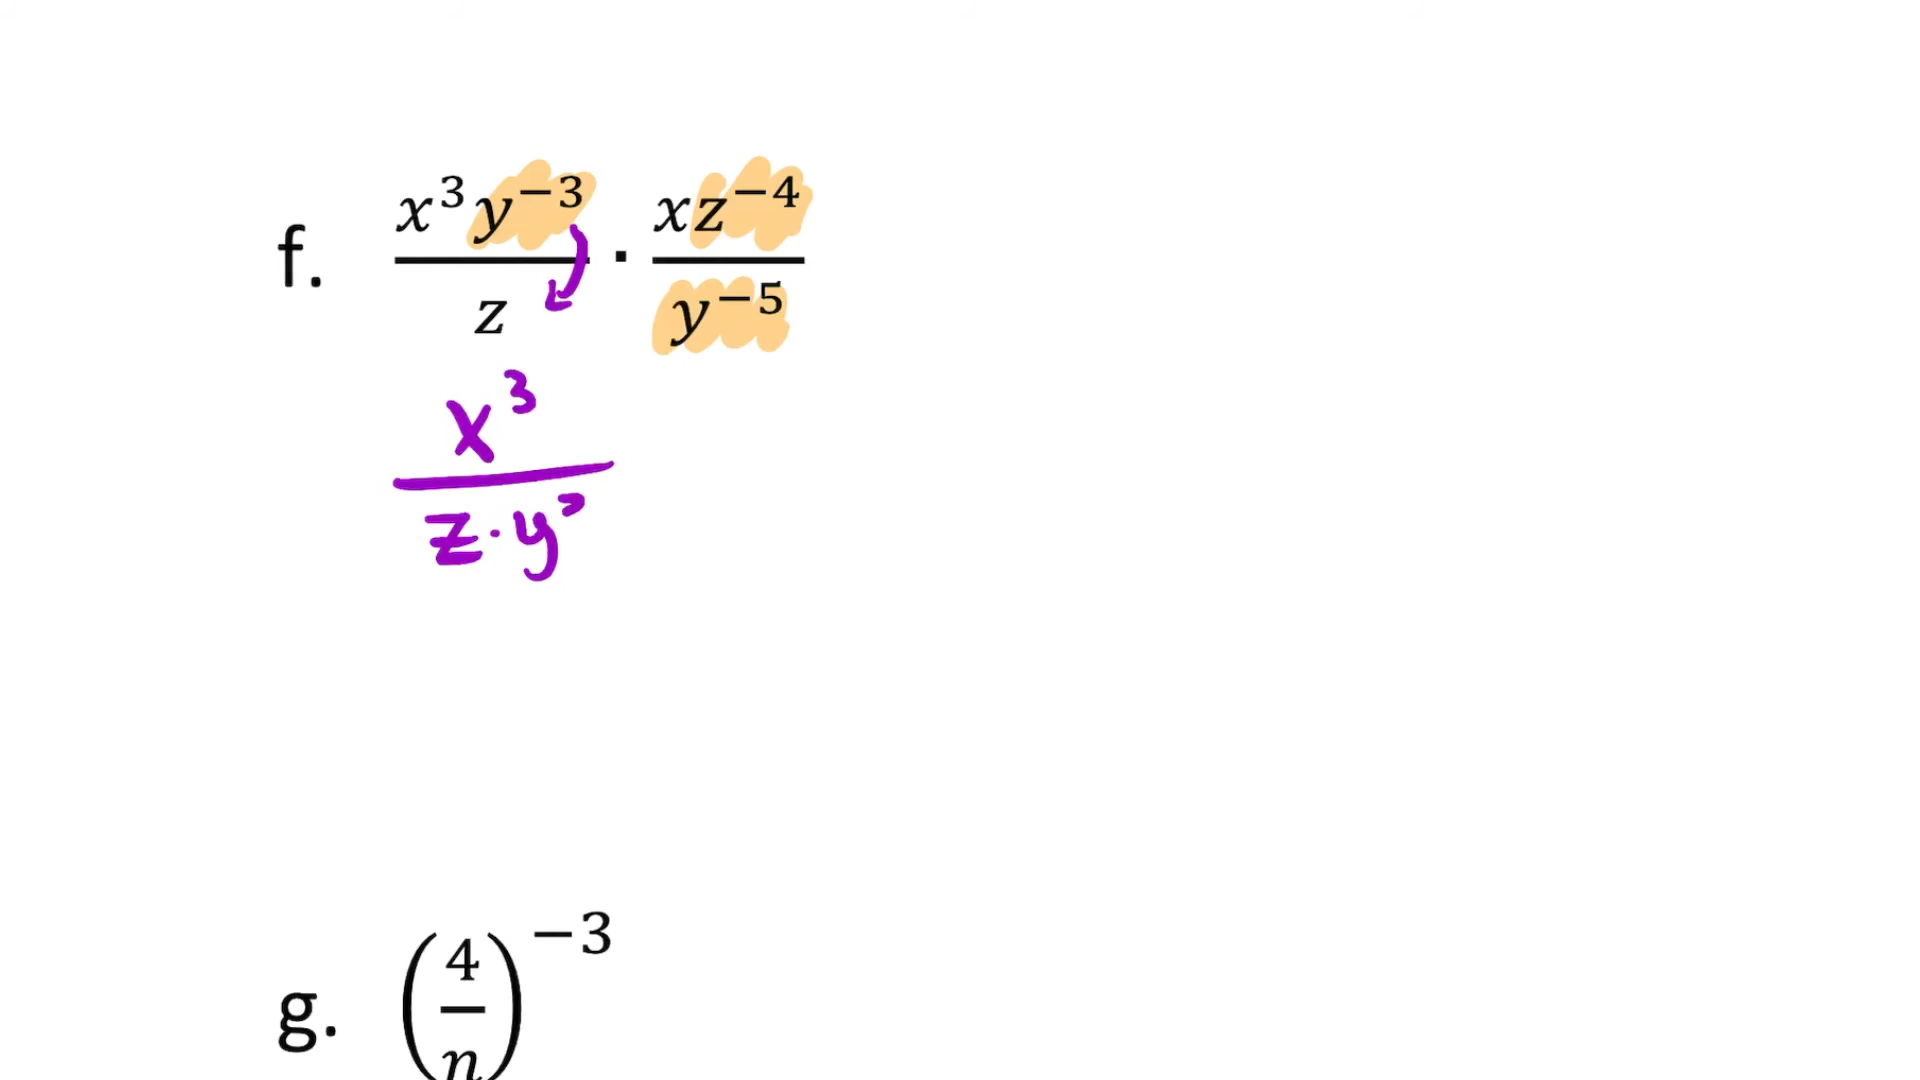 f. x³y⁻³/z · xz⁻⁴/y⁻⁵
x³/z·y³
g. (4/n)⁻³